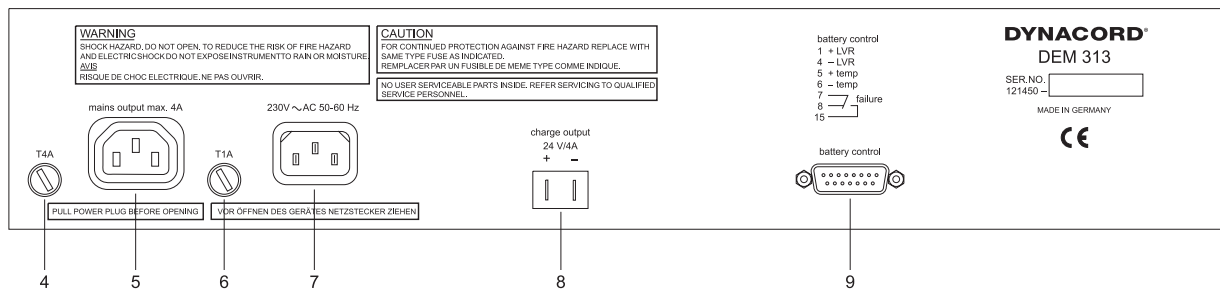 WARNING
SHOCK HAZARD, DO NOT OPEN, TO REDUCE THE RISK OF FIRE HAZARD
AND ELECTRIC SHOCK DO NOT EXPOSE INSTRUMENT TO RAIN OR MOISTURE.
AVIS
RISQUE DE CHOC ELECTRIQUE. NE PAS OUVRIR.
CAUTION
FOR CONTINUED PROTECTION AGAINST FIRE HAZARD REPLACE WITH
SAME TYPE FUSE AS INDICATED.
REMPLACER PAR UN FUSIBLE DE MEME TYPE COMME INDIQUE.
NO USER SERVICEABLE PARTS INSIDE. REFER SERVICING TO QUALIFIED
SERVICE PERSONNEL.
mains output max. 4A
230V ~ AC 50-60 Hz
T4A
T1A
PULL POWER PLUG BEFORE OPENING
VOR ÖFFNEN DES GERÄTES NETZSTECKER ZIEHEN
charge output
24 V/4A
+ –
battery control
1 + LVR
4 – LVR
5 + temp
6 – temp
7
8 failure
15
battery control
DYNACORD®
DEM 313
SER.NO.
121450 –
MADE IN GERMANY
CE
4 5 6 7 8 9